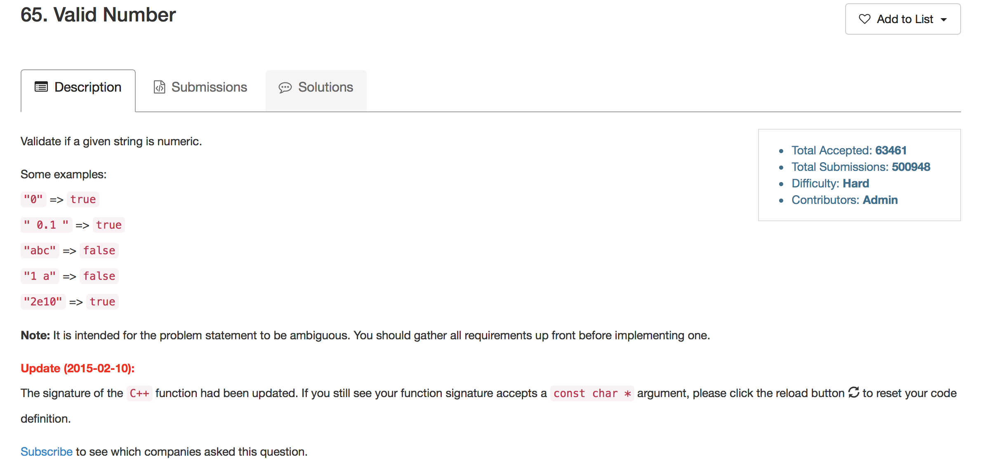 65. Valid Number
Add to List
Description
Submissions
Solutions
Validate if a given string is numeric.
Some examples:
"0" => true
" 0.1 " => true
"abc" => false
"1 a" => false
"2e10" => true
Total Accepted: 63461
Total Submissions: 500948
Difficulty: Hard
Contributors: Admin
Note: It is intended for the problem statement to be ambiguous. You should gather all requirements up front before implementing one.
Update (2015-02-10):
The signature of the C++ function had been updated. If you still see your function signature accepts a const char * argument, please click the reload button to reset your code
definition.
Subscribe to see which companies asked this question.